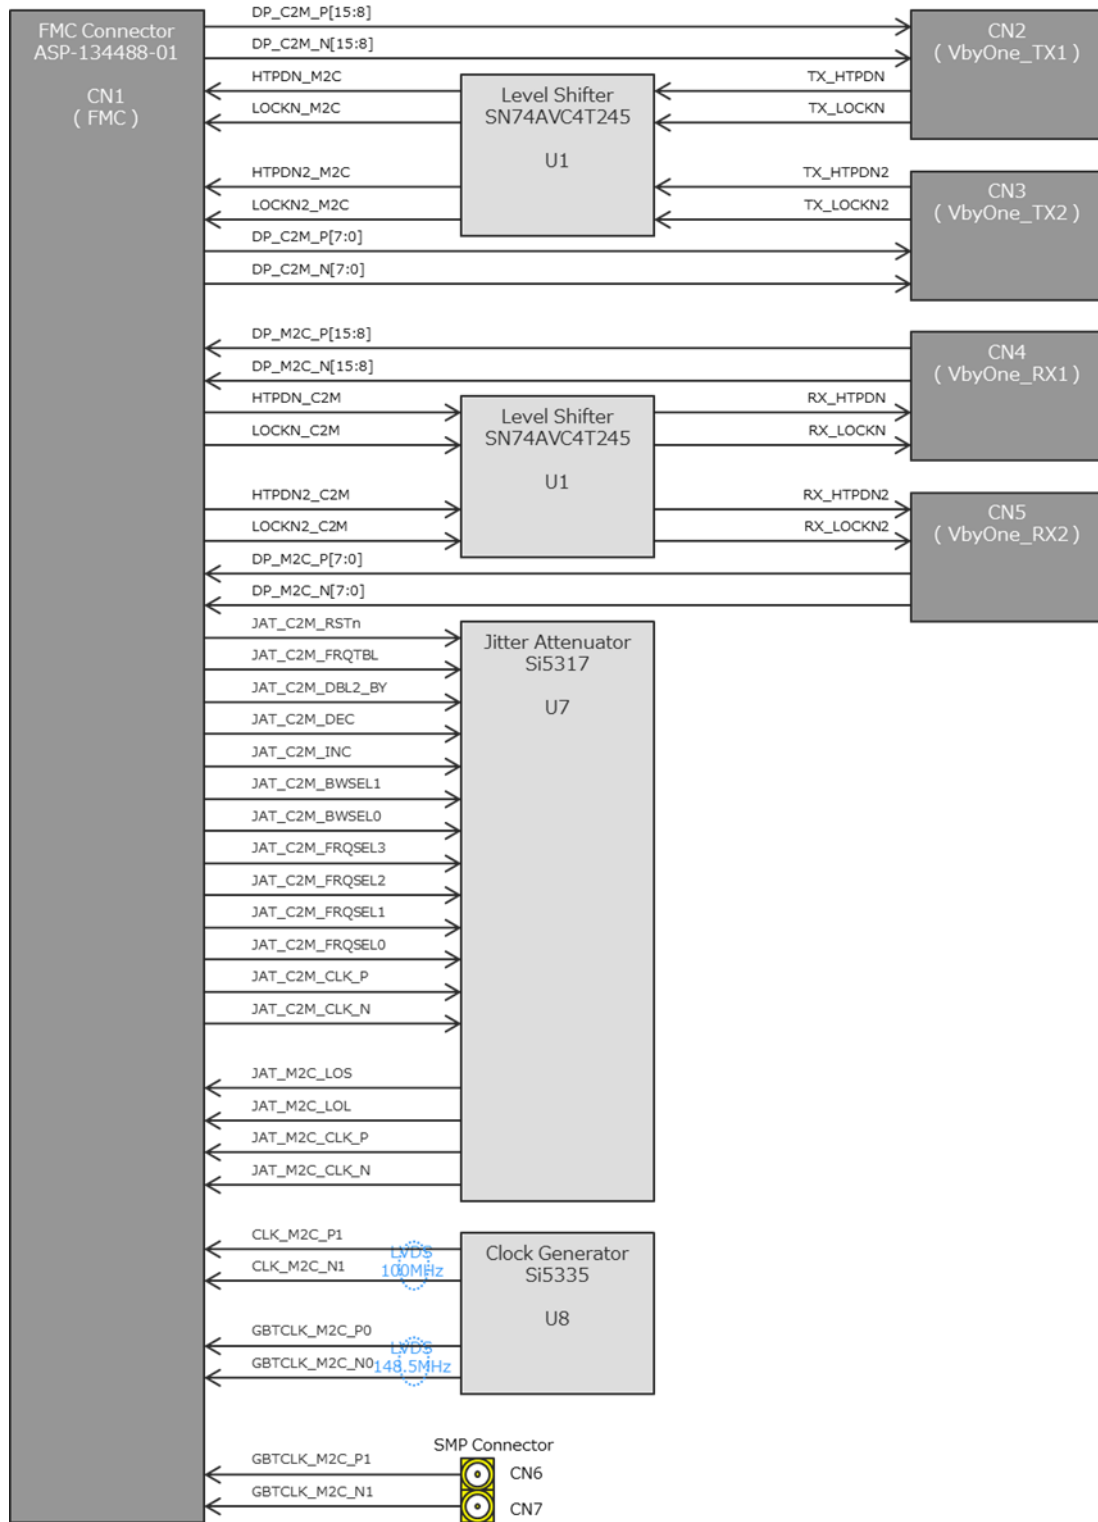 FMC Connector
ASP-134488-01
CN1
( FMC )
DP_C2M_P[15:8]
DP_C2M_N[15:8]
HTPDN_M2C
LOCKN_M2C
HTPDN2_M2C
LOCKN2_M2C
DP_C2M_P[7:0]
DP_C2M_N[7:0]
Level Shifter
SN74AVC4T245
U1
TX_HTPDN
TX_LOCKN
TX_HTPDN2
TX_LOCKN2
CN2
( VbyOne_TX1 )
CN3
( VbyOne_TX2 )
DP_M2C_P[15:8]
DP_M2C_N[15:8]
HTPDN_C2M
LOCKN_C2M
HTPDN2_C2M
LOCKN2_C2M
DP_M2C_P[7:0]
DP_M2C_N[7:0]
Level Shifter
SN74AVC4T245
U1
RX_HTPDN
RX_LOCKN
RX_HTPDN2
RX_LOCKN2
CN4
( VbyOne_RX1 )
CN5
( VbyOne_RX2 )
JAT_C2M_RSTn
JAT_C2M_FRQTBL
JAT_C2M_DBL2_BY
JAT_C2M_DEC
JAT_C2M_INC
JAT_C2M_BWSEL1
JAT_C2M_BWSEL0
JAT_C2M_FRQSEL3
JAT_C2M_FRQSEL2
JAT_C2M_FRQSEL1
JAT_C2M_FRQSEL0
JAT_C2M_CLK_P
JAT_C2M_CLK_N
JAT_M2C_LOS
JAT_M2C_LOL
JAT_M2C_CLK_P
JAT_M2C_CLK_N
Jitter Attenuator
Si5317
U7
CLK_M2C_P1
CLK_M2C_N1
LVDS
100MHz
GBTCLK_M2C_P0
GBTCLK_M2C_N0
LVDS
148.5MHz
Clock Generator
Si5335
U8
SMP Connector
GBTCLK_M2C_P1
GBTCLK_M2C_N1
CN6
CN7